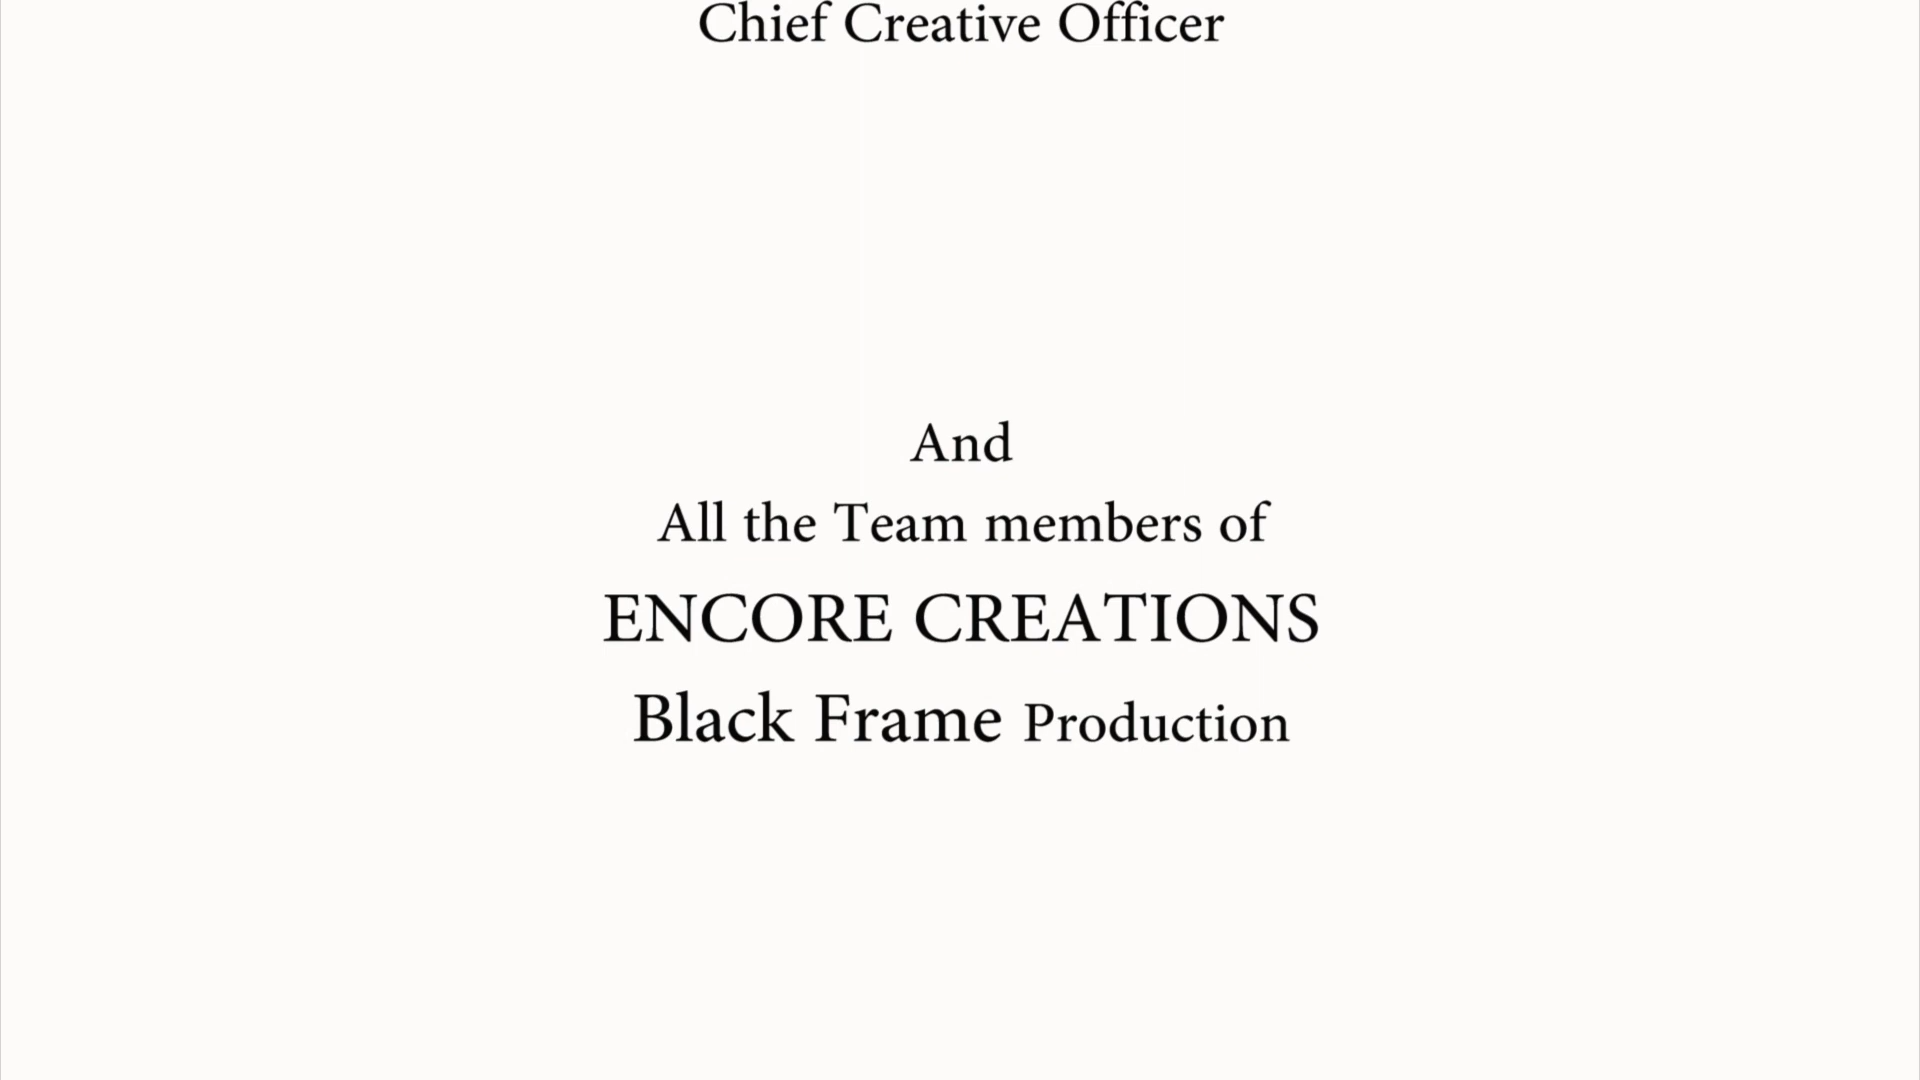 Chief Creative Officer
And
All the Team members of
ENCORE CREATIONS
Black Frame Production